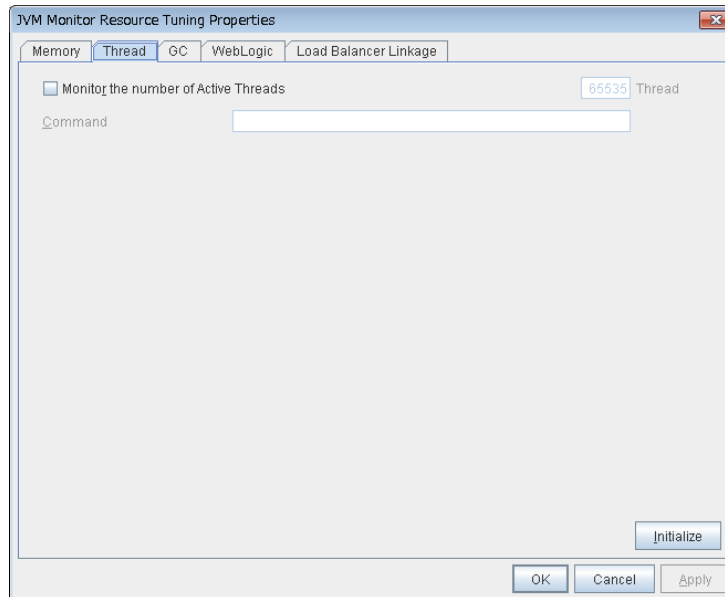 JVM Monitor Resource Tuning Properties
Memory Thread GC WebLogic Load Balancer Linkage
Monitor the number of Active Threads 65535 Thread
Command
Initialize
OK Cancel Apply